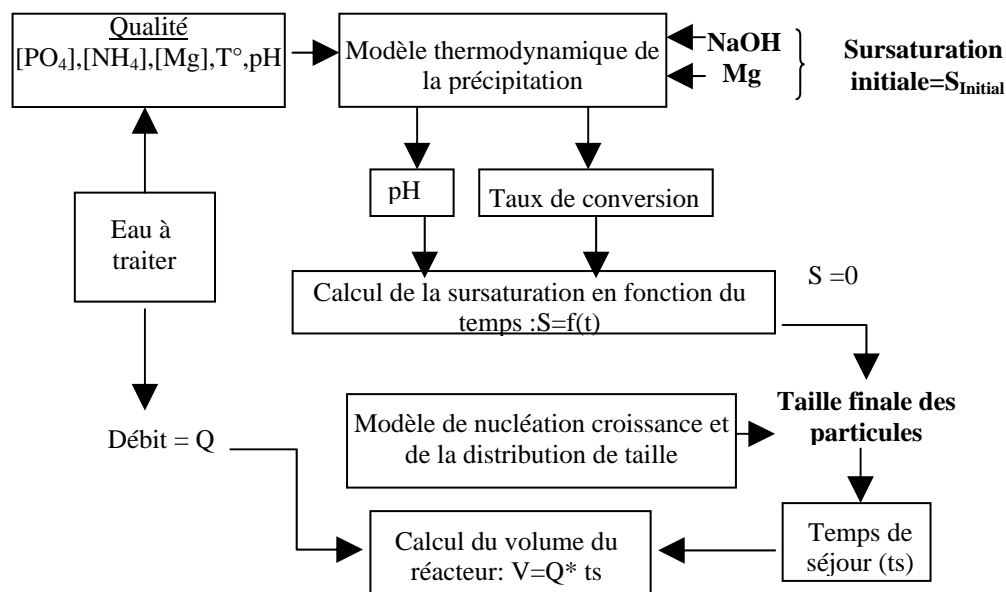 Qualité
[PO₄],[NH₄],[Mg],T°,pH
Modèle thermodynamique de
la précipitation
NaOH
Mg
Sursaturation
initiale=S_Initial
pH
Taux de conversion
Eau à
traiter
Calcul de la sursaturation en fonction du
temps :S=f(t)
S =0
Modèle de nucléation croissance et
de la distribution de taille
Taille finale des
particules
Débit = Q
Calcul du volume du
réacteur: V=Q* ts
Temps de
séjour (ts)